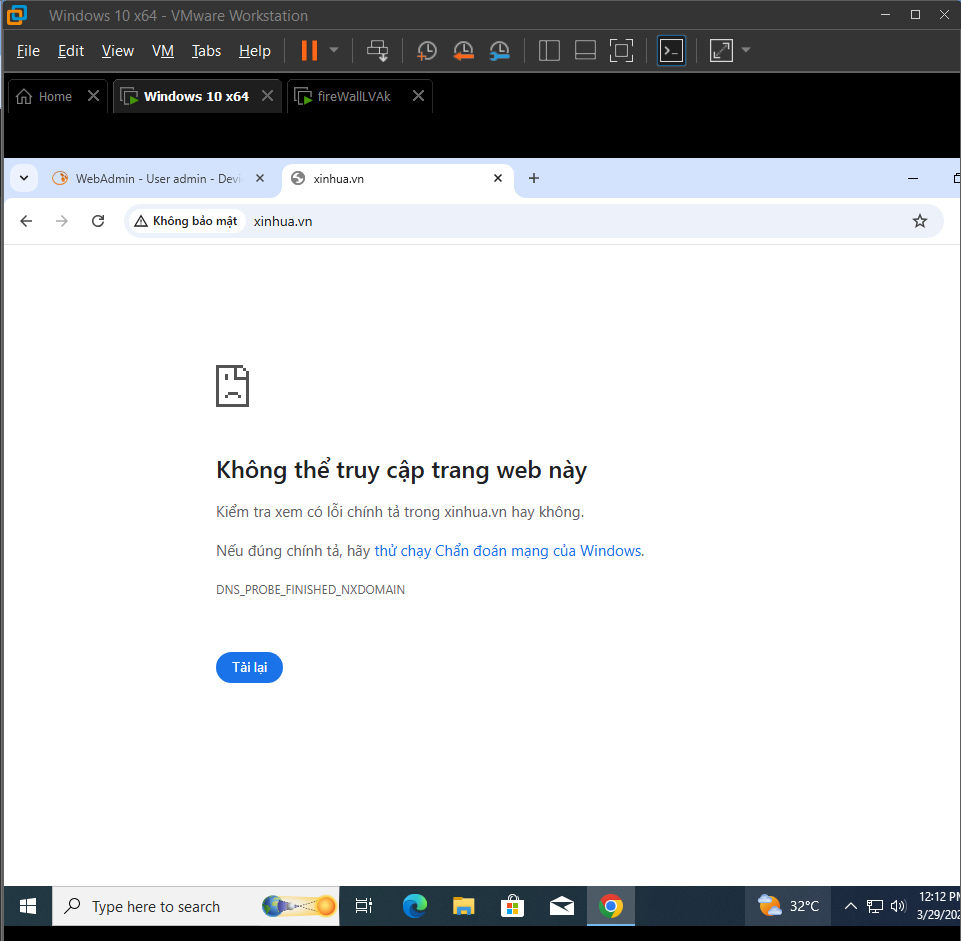 Windows 10 x64 - VMware Workstation
File Edit View VM Tabs Help
Home Windows 10 x64 fireWallLVAk
WebAdmin - User admin - Devi xinhua.vn
Không bảo mật xinhua.vn
Không thể truy cập trang web này
Kiểm tra xem có lỗi chính tả trong xinhua.vn hay không.
Nếu đúng chính tả, hãy thử chạy Chẩn đoán mạng của Windows.
DNS_PROBE_FINISHED_NXDOMAIN
Tải lại
Type here to search 32°C
12:12 PM
3/29/202